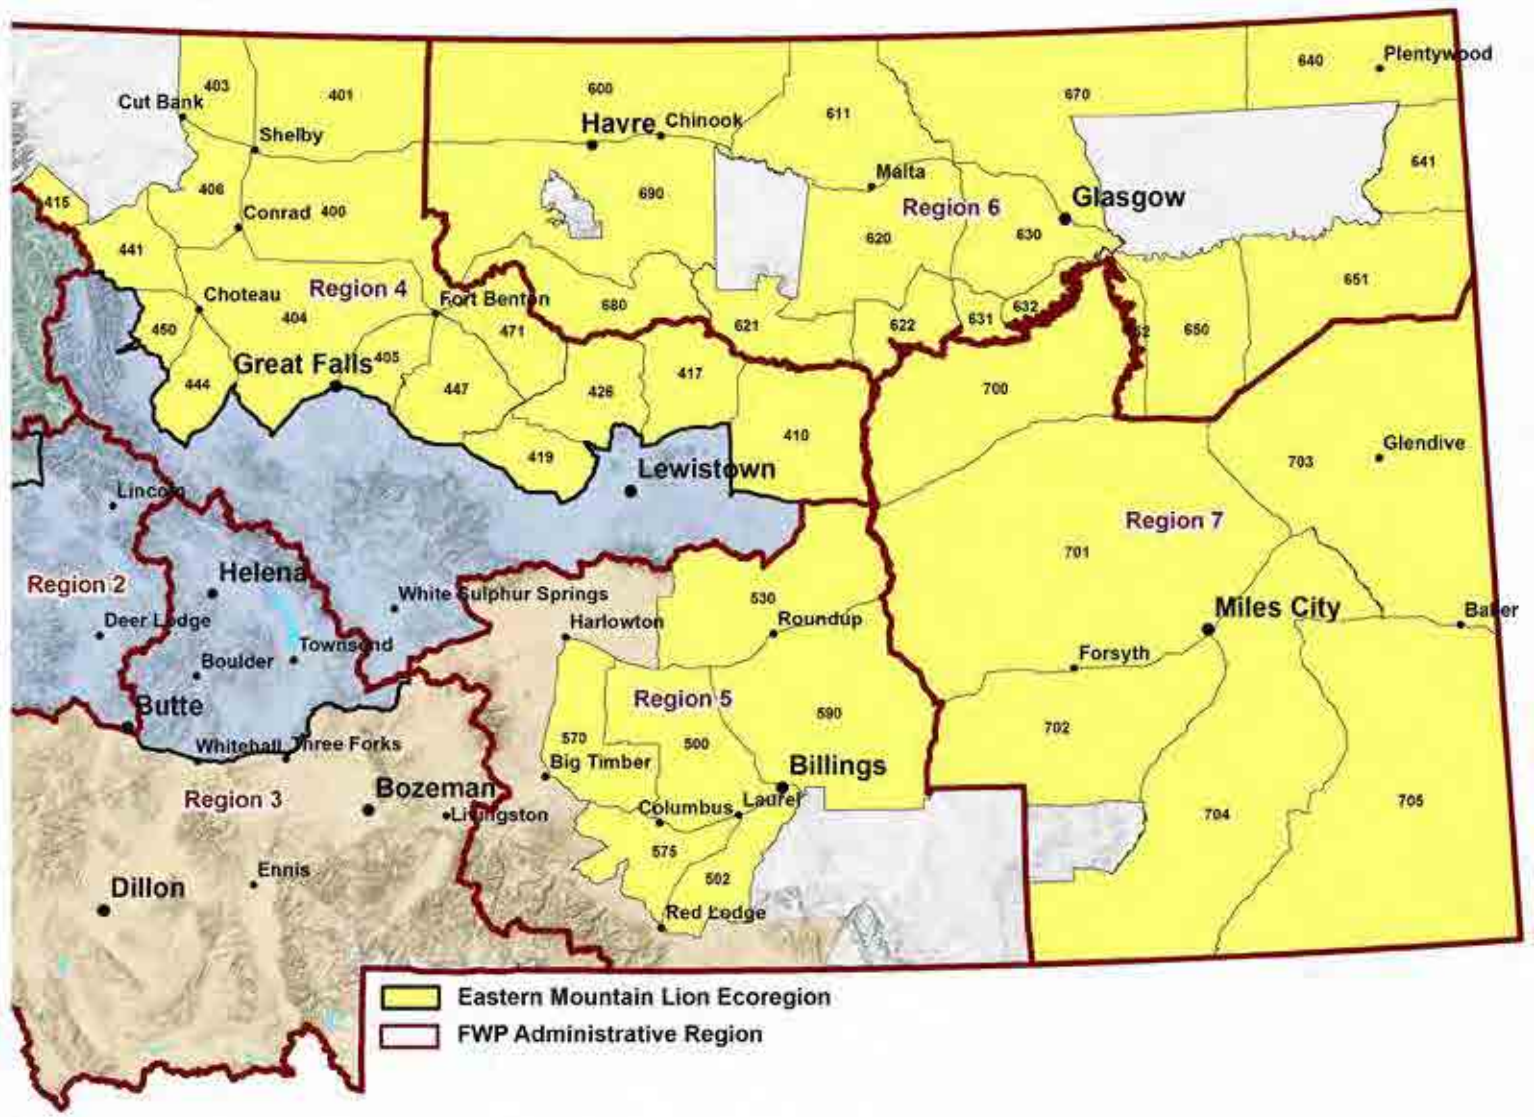 640
Plentywood
403
401
600
670
Cut Bank
611
Havre
Chinook
Shelby
641
Malta
415
406
690
Glasgow
Conrad
400
Region 6
620
630
441
651
Region 4
Choteau
Fort Benton
404
680
632
450
471
621
622
631
650
Great Falls
405
444
447
426
417
700
410
419
Lewistown
703
Glendive
Lincoln
Region 7
701
Region 2
Helena
White Sulphur Springs
530
Miles City
Baker
Deer Lodge
Harlowton
Roundup
Townsend
Boulder
Forsyth
Butte
Region 5
590
702
570
500
Whitehall
Three Forks
Big Timber
Billings
Region 3
Bozeman
Livingston
Columbus
Laurel
704
705
575
Ennis
502
Dillon
Red Lodge
Eastern Mountain Lion Ecoregion
FWP Administrative Region